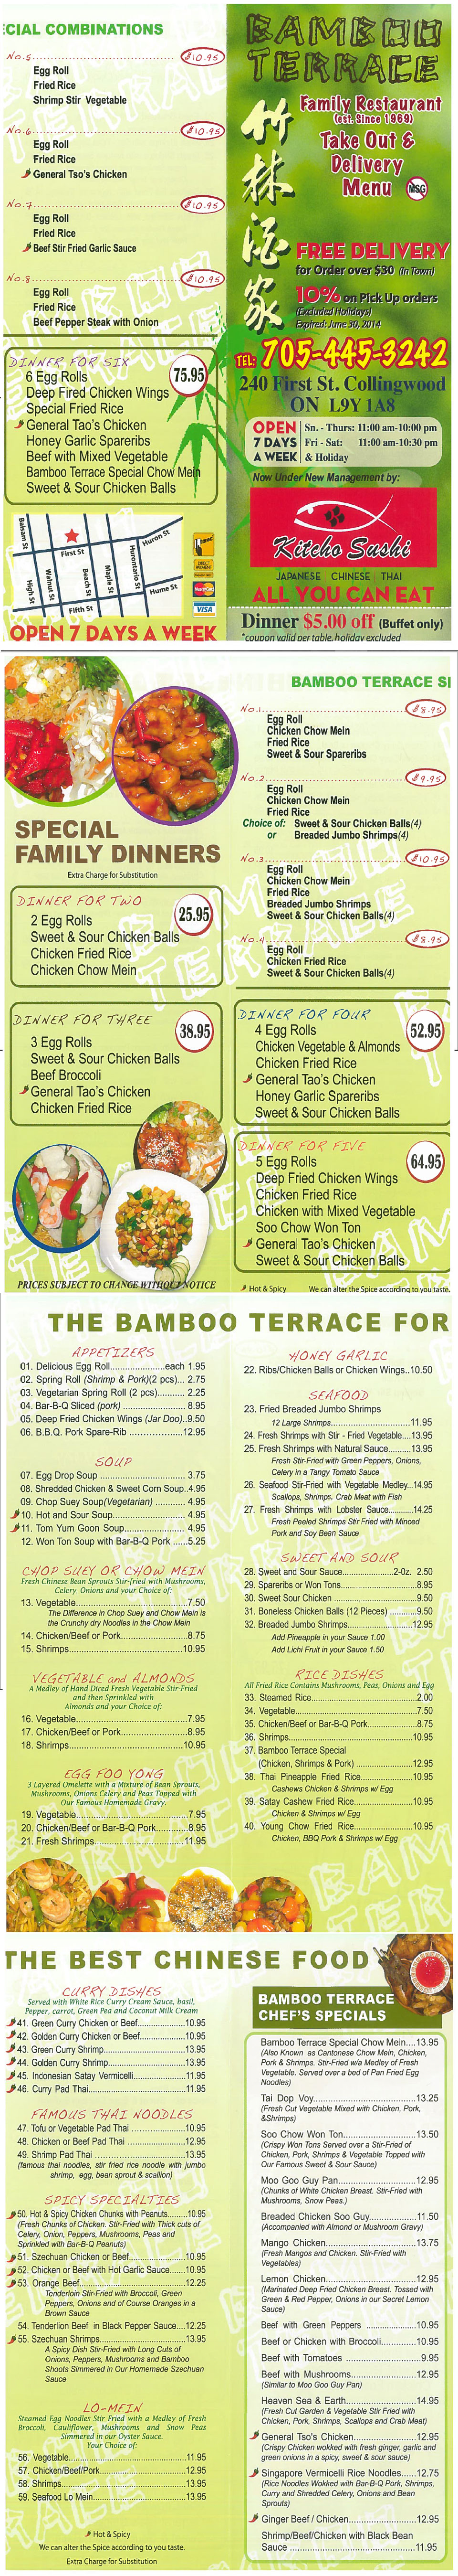 ECIAL COMBINATIONS
No.5 $10.95
Egg Roll
Fried Rice
Shrimp Stir Vegetable
No.6 $10.95
Egg Roll
Fried Rice
General Tso's Chicken
No.7 $10.95
Egg Roll
Fried Rice
Beef Stir Fried Garlic Sauce
No.8 $10.95
Egg Roll
Fried Rice
Beef Pepper Steak with Onion
DINNER FOR SIX
75.95
6 Egg Rolls
Deep Fired Chicken Wings
Special Fried Rice
General Tao's Chicken
Honey Garlic Spareribs
Beef with Mixed Vegetable
Bamboo Terrace Special Chow Mein
Sweet & Sour Chicken Balls
Balsam St
High St
Walnut St
First St
Beech St
Maple St
Hurontario St
Huron St
Hume St
Fifth St
MasterCard
VISA
OPEN 7 DAYS A WEEK
BAMBOO
TERRACE
竹林酒家
Family Restaurant
(est. Since 1969)
Take Out &
Delivery
Menu
MSG
FREE DELIVERY
for Order over $30 (In Town)
10% on Pick Up orders
(Excluded Holidays)
Expired: June 30, 2014
TEL: 705-445-3242
240 First St. Collingwood
ON L9Y 1A8
OPEN 7 DAYS A WEEK
Sn. - Thurs: 11:00 am-10:00 pm
Fri - Sat: 11:00 am-10:30 pm
& Holiday
Now Under New Management by:
Kitcho Sushi
JAPANESE CHINESE THAI
ALL YOU CAN EAT
Dinner $5.00 off (Buffet only)
*coupon valid per table, holiday excluded
SPECIAL
FAMILY DINNERS
Extra Charge for Substitution
DINNER FOR TWO
25.95
2 Egg Rolls
Sweet & Sour Chicken Balls
Chicken Fried Rice
Chicken Chow Mein
DINNER FOR THREE
38.95
3 Egg Rolls
Sweet & Sour Chicken Balls
Beef Broccoli
General Tao's Chicken
Chicken Fried Rice
PRICES SUBJECT TO CHANGE WITHOUT NOTICE
BAMBOO TERRACE SI
No.1 $8.95
Egg Roll
Chicken Chow Mein
Fried Rice
Sweet & Sour Spareribs
No.2 $9.95
Egg Roll
Chicken Chow Mein
Fried Rice
Choice of: Sweet & Sour Chicken Balls(4)
or Breaded Jumbo Shrimps(4)
No.3 $10.95
Egg Roll
Chicken Chow Mein
Fried Rice
Breaded Jumbo Shrimps
Sweet & Sour Chicken Balls(4)
No.4 $8.95
Egg Roll
Chicken Fried Rice
Sweet & Sour Chicken Balls(4)
DINNER FOR FOUR
52.95
4 Egg Rolls
Chicken Vegetable & Almonds
Chicken Fried Rice
General Tao's Chicken
Honey Garlic Spareribs
Sweet & Sour Chicken Balls
DINNER FOR FIVE
64.95
5 Egg Rolls
Deep Fried Chicken Wings
Chicken Fried Rice
Chicken with Mixed Vegetable
Soo Chow Won Ton
General Tao's Chicken
Sweet & Sour Chicken Balls
Hot & Spicy We can alter the Spice according to you taste.
THE BAMBOO TERRACE FOR
APPETIZERS
01. Delicious Egg Roll....................each 1.95
02. Spring Roll (Shrimp & Pork)(2 pcs)... 2.75
03. Vegetarian Spring Roll (2 pcs).......... 2.25
04. Bar-B-Q Sliced (pork) ..................... 8.95
05. Deep Fried Chicken Wings (Jar Doo)..9.50
06. B.B.Q. Pork Spare-Rib ..................12.95
SOUP
07. Egg Drop Soup ................................ 3.75
08. Shredded Chicken & Sweet Corn Soup..4.95
09. Chop Suey Soup(Vegetarian) ........... 4.95
10. Hot and Sour Soup.......................... 4.95
11. Tom Yum Goon Soup...................... 4.95
12. Won Ton Soup with Bar-B-Q Pork .....5.25
CHOP SUEY OR CHOW MEIN
Fresh Chinese Bean Sprouts Stir-fried with Mushrooms,
Celery, Onions and your Choice of:
13. Vegetable...................................7.50
The Difference in Chop Suey and Chow Mein is
the Crunchy dry Noodles in the Chow Mein
14. Chicken/Beef or Pork.....................8.75
15. Shrimps.....................................10.95
VEGETABLE and ALMONDS
A Medley of Hand Diced Fresh Vegetable Stir-Fried
and then Sprinkled with
Almonds and your Choice of:
16. Vegetable...................................7.95
17. Chicken/Beef or Pork.....................8.95
18. Shrimps.....................................10.95
EGG FOO YONG
3 Layered Omelette with a Mixture of Bean Sprouts,
Mushrooms, Onions Celery and Peas Topped with
Our Famous Homemade Gravy.
19. Vegetable...................................7.95
20. Chicken/Beef or Bar-B-Q Pork..........8.95
21. Fresh Shrimps............................11.95
HONEY GARLIC
22. Ribs/Chicken Balls or Chicken Wings..10.50
SEAFOOD
23. Fried Breaded Jumbo Shrimps
12 Large Shrimps............................11.95
24. Fresh Shrimps with Stir - Fried Vegetable....13.95
25. Fresh Shrimps with Natural Sauce.........13.95
Fresh Stir-Fried with Green Peppers, Onions,
Celery in a Tangy Tomato Sauce
26. Seafood Stir-Fried with Vegetable Medley...14.95
Scallops, Shrimps. Crab Meat with Fish
27. Fresh Shrimps with Lobster Sauce.........14.25
Fresh Peeled Shrimps Stir Fried with Minced
Pork and Soy Bean Sauce
SWEET AND SOUR
28. Sweet and Sour Sauce...................2-oz. 2.50
29. Spareribs or Won Tons..........................8.95
30. Sweet Sour Chicken ............................9.50
31. Boneless Chicken Balls (12 Pieces) ..........9.50
32. Breaded Jumbo Shrimps.......................12.95
Add Pineapple in your Sauce 1.00
Add Lichi Fruit in your Sauce 1.50
RICE DISHES
All Fried Rice Contains Mushrooms, Peas, Onions and Egg
33. Steamed Rice.....................................2.00
34. Vegetable...........................................7.50
35. Chicken/Beef or Bar-B-Q Pork.................8.75
36. Shrimps.............................................10.95
37. Bamboo Terrace Special
(Chicken, Shrimps & Pork) ...................12.95
38. Thai Pineapple Fried Rice...................10.95
Cashews Chicken & Shrimps w/ Egg
39. Satay Cashew Fried Rice.....................10.95
Chicken & Shrimps w/ Egg
40. Young Chow Fried Rice.......................10.95
Chicken, BBQ Pork & Shrimps w/ Egg
THE BEST CHINESE FOOD
CURRY DISHES
Served with White Rice Curry Cream Sauce, basil,
Pepper, carrot, Green Pea and Coconut Milk Cream
41. Green Curry Chicken or Beef..................10.95
42. Golden Curry Chicken or Beef................10.95
43. Green Curry Shrimp...............................13.95
44. Golden Curry Shrimp.............................13.95
45. Indonesian Satay Vermicelli....................11.95
46. Curry Pad Thai......................................11.95
FAMOUS THAI NOODLES
47. Tofu or Vegetable Pad Thai ...................10.95
48. Chicken or Beef Pad Thai .....................12.95
49. Shrimp Pad Thai ..................................13.95
(famous thai noodles, stir fried rice noodle with jumbo
shrimp, egg, bean sprout & scallion)
SPICY SPECIALTIES
50. Hot & Spicy Chicken Chunks with Peanuts........10.95
(Fresh Chunks of Chicken. Stir-Fried with Thick cuts of
Celery, Onion, Peppers, Mushrooms, Peas and
Sprinkled with Bar-B-Q Peanuts)
51. Szechuan Chicken or Beef......................10.95
52. Chicken or Beef with Hot Garlic Sauce......10.95
53. Orange Beef.........................................12.25
Tenderloin Stir-Fried with Broccoli, Green
Peppers, Onions and of Course Oranges in a
Brown Sauce
54. Tenderlion Beef in Black Pepper Sauce....12.25
55. Szechuan Shrimps................................13.95
A Spicy Dish Stir-Fried with Long Cuts of
Onions, Peppers, Mushrooms and Bamboo
Shoots Simmered in Our Homemade Szechuan
Sauce
LO-MEIN
Steamed Egg Noodles Stir Fried with a Medley of Fresh
Broccoli, Cauliflower, Mushrooms and Snow Peas
Simmered in our Oyster Sauce.
Your Choice of:
56. Vegetable............................................11.95
57. Chicken/Beef/Pork................................12.95
58. Shrimps..............................................13.95
59. Seafood Lo Mein..................................13.95
Hot & Spicy
We can alter the Spice according to you taste.
Extra Charge for Substitution
BAMBOO TERRACE
CHEF'S SPECIALS
Bamboo Terrace Special Chow Mein....13.95
(Also Known as Cantonese Chow Mein, Chicken,
Pork & Shrimps. Stir-Fried w/a Medley of Fresh
Vegetable. Served over a bed of Pan Fried Egg
Noodles)
Tai Dop Voy...............................13.25
(Fresh Cut Vegetable Mixed with Chicken, Pork,
&Shrimps)
Soo Chow Won Ton.....................13.50
(Crispy Won Tons Served over a Stir-Fried of
Chicken, Pork, Shrimps & Vegetable Topped with
Our Famous Sweet & Sour Sauce)
Moo Goo Guy Pan.......................12.95
(Chunks of White Chicken Breast. Stir-Fried with
Mushrooms, Snow Peas.)
Breaded Chicken Soo Guy..............11.50
(Accompanied with Almond or Mushroom Gravy)
Mango Chicken...........................13.75
(Fresh Mangos and Chicken. Stir-Fried with
Vegetables)
Lemon Chicken...........................12.95
(Marinated Deep Fried Chicken Breast. Tossed with
Green & Red Pepper, Onions in our Secret Lemon
Sauce)
Beef with Green Peppers ...............10.95
Beef or Chicken with Broccoli...........10.95
Beef with Tomatoes .......................9.95
Beef with Mushrooms....................12.95
(Similar to Moo Goo Guy Pan)
Heaven Sea & Earth.....................14.95
(Fresh Cut Garden & Vegetable Stir Fried with
Chicken, Pork, Shrimps, Scallops and Crab Meat)
General Tso's Chicken...................12.95
(Crispy Chicken wokked with fresh ginger, garlic and
green onions in a spicy, sweet & sour sauce)
Singapore Vermicelli Rice Noodles......12.75
(Rice Noodles Wokked with Bar-B-Q Pork, Shrimps,
Curry and Shredded Celery, Onions and Bean
Sprouts)
Ginger Beef / Chicken....................12.95
Shrimp/Beef/Chicken with Black Bean
Sauce ......................................11.95